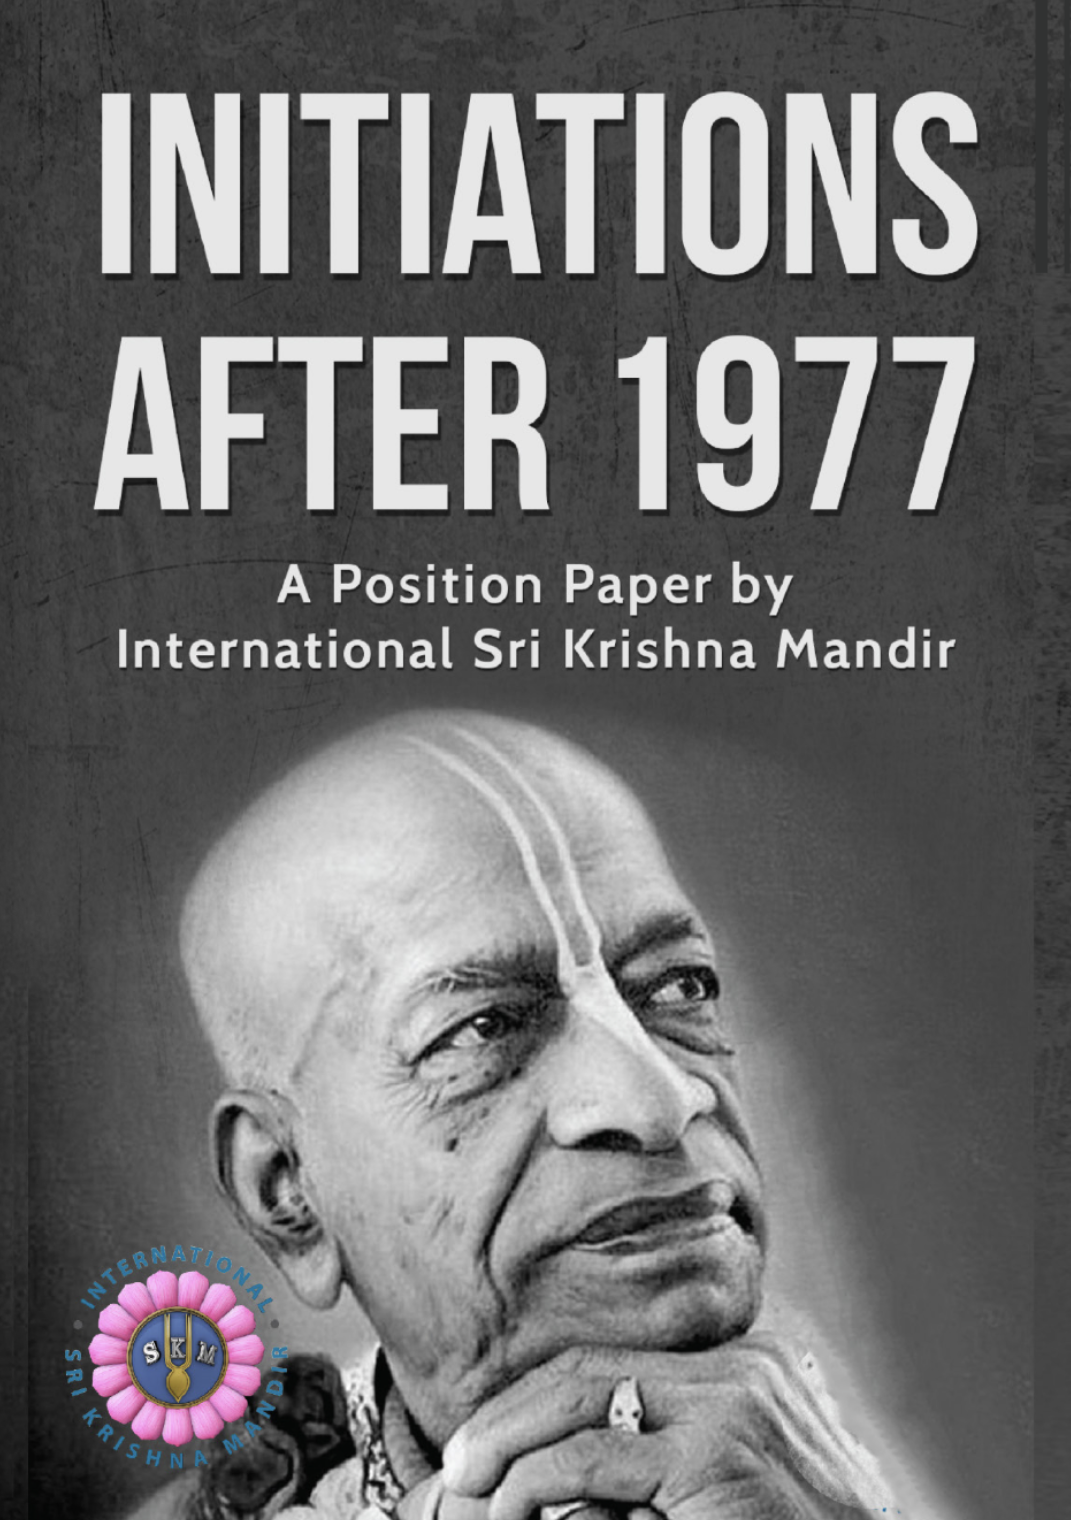 INITIATIONS
AFTER 1977
A Position Paper by
International Sri Krishna Mandir
INTERNATIONAL
SRI KRISHNA MANDIR
SKM